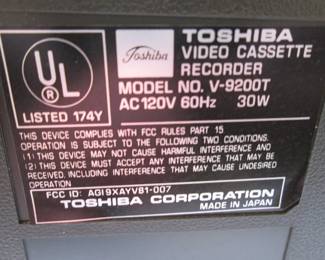 UL
®
LISTED 174Y
Toshiba
TOSHIBA
VIDEO CASSETTE
RECORDER
MODEL NO. V-9200T
AC120V 60Hz 30W
THIS DEVICE COMPLIES WITH FCC RULES PART 15
OPERATION IS SUBJECT TO THE FOLLOWING TWO CONDITIONS.
(1) THIS DEVICE MAY NOT CAUSE HARMFUL INTERFERENCE AND
(2) THIS DEVICE MUST ACCEPT ANY INTERFERENCE THAT MAY BE
RECEIVED, INCLUDING INTERFERENCE THAT MAY CAUSE UNDESIRED
OPERATION.
FCC ID: AGI9XAYV81-007
TOSHIBA CORPORATION
MADE IN JAPAN